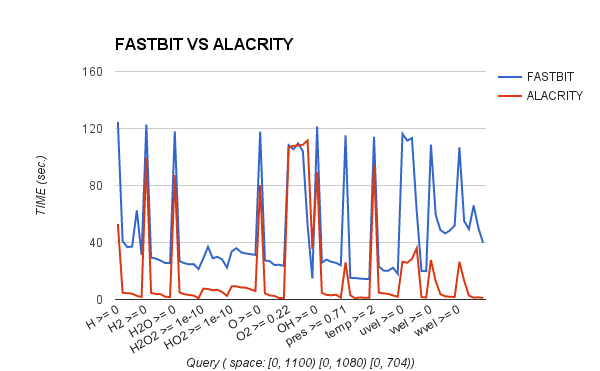 FASTBIT VS ALACRITY
160
120
80
40
0
TIME (sec.)
FASTBIT
ALACRITY
H >= 0
H2 >= 0
H2O >= 0
H2O2 >= 1e-10
HO2 >= 1e-10
O >= 0
O2 >= 0.22
OH >= 0
pres >= 0.71
temp >= 2
uvel >= 0
vvel >= 0
wvel >= 0
Query ( space: [0, 1100) [0, 1080) [0, 704))